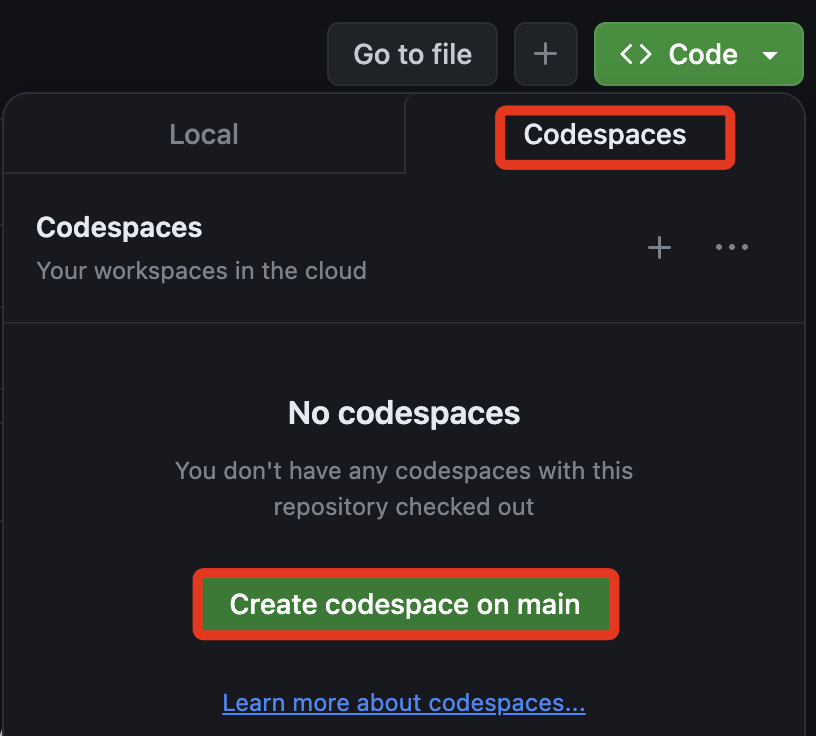 Go to file
+
<> Code
Local
Codespaces
Codespaces
Your workspaces in the cloud
+ ...
No codespaces
You don't have any codespaces with this
repository checked out
Create codespace on main
Learn more about codespaces...